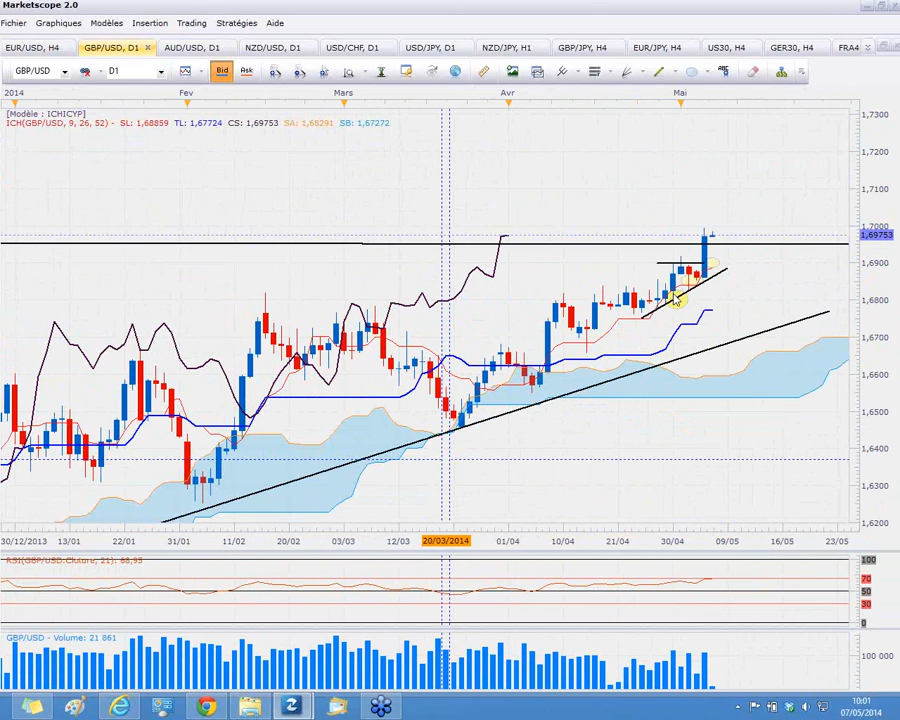 Marketscope 2.0
Fichier Graphiques Modèles Insertion Trading Stratégies Aide
EUR/USD, H4 GBP/USD, D1 AUD/USD, D1 NZD/USD, D1 USD/CHF, D1 USD/JPY, D1 NZD/JPY, H1 GBP/JPY, H4 EUR/JPY, H4 US30, H4 GER30, H4 FRA4
GBP/USD D1 Bid Ask ABC
2014 Fev Mars Avr Mai
[Modèle : ICHICYP]
ICH(GBP/USD, 9, 26, 52) - SL: 1,68859 TL: 1,67724 CS: 1,69753 SA: 1,68291 SB: 1,67272
1,7300
1,7200
1,7100
1,7000
1,69753
1,6900
1,6800
1,6700
1,6600
1,6500
1,6400
1,6300
1,6200
30/12/2013 13/01 22/01 31/01 11/02 20/02 03/03 12/03 20/03/2014 01/04 10/04 21/04 30/04 09/05 16/05 23/05
RSI(GBP/USD.Cloture, 21): 68,95
100
70
50
30
0
GBP/USD - Volume: 21 861
100 000
10:01
07/05/2014